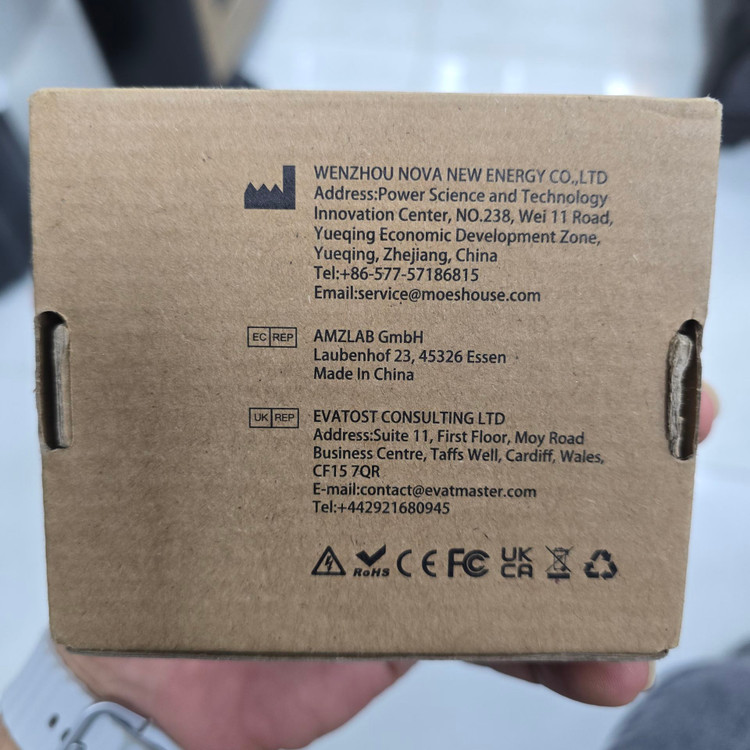 WENZHOU NOVA NEW ENERGY CO.,LTD
Address:Power Science and Technology
Innovation Center, NO.238, Wei 11 Road,
Yueqing Economic Development Zone,
Yueqing, Zhejiang, China
Tel:+86-577-57186815
Email:service@moeshouse.com
EC REP
AMZLAB GmbH
Laubenhof 23, 45326 Essen
Made In China
UK REP
EVATOST CONSULTING LTD
Address:Suite 11, First Floor, Moy Road
Business Centre, Taffs Well, Cardiff, Wales,
CF15 7QR
E-mail:contact@evatmaster.com
Tel:+442921680945
RoHS CE FC UK CA